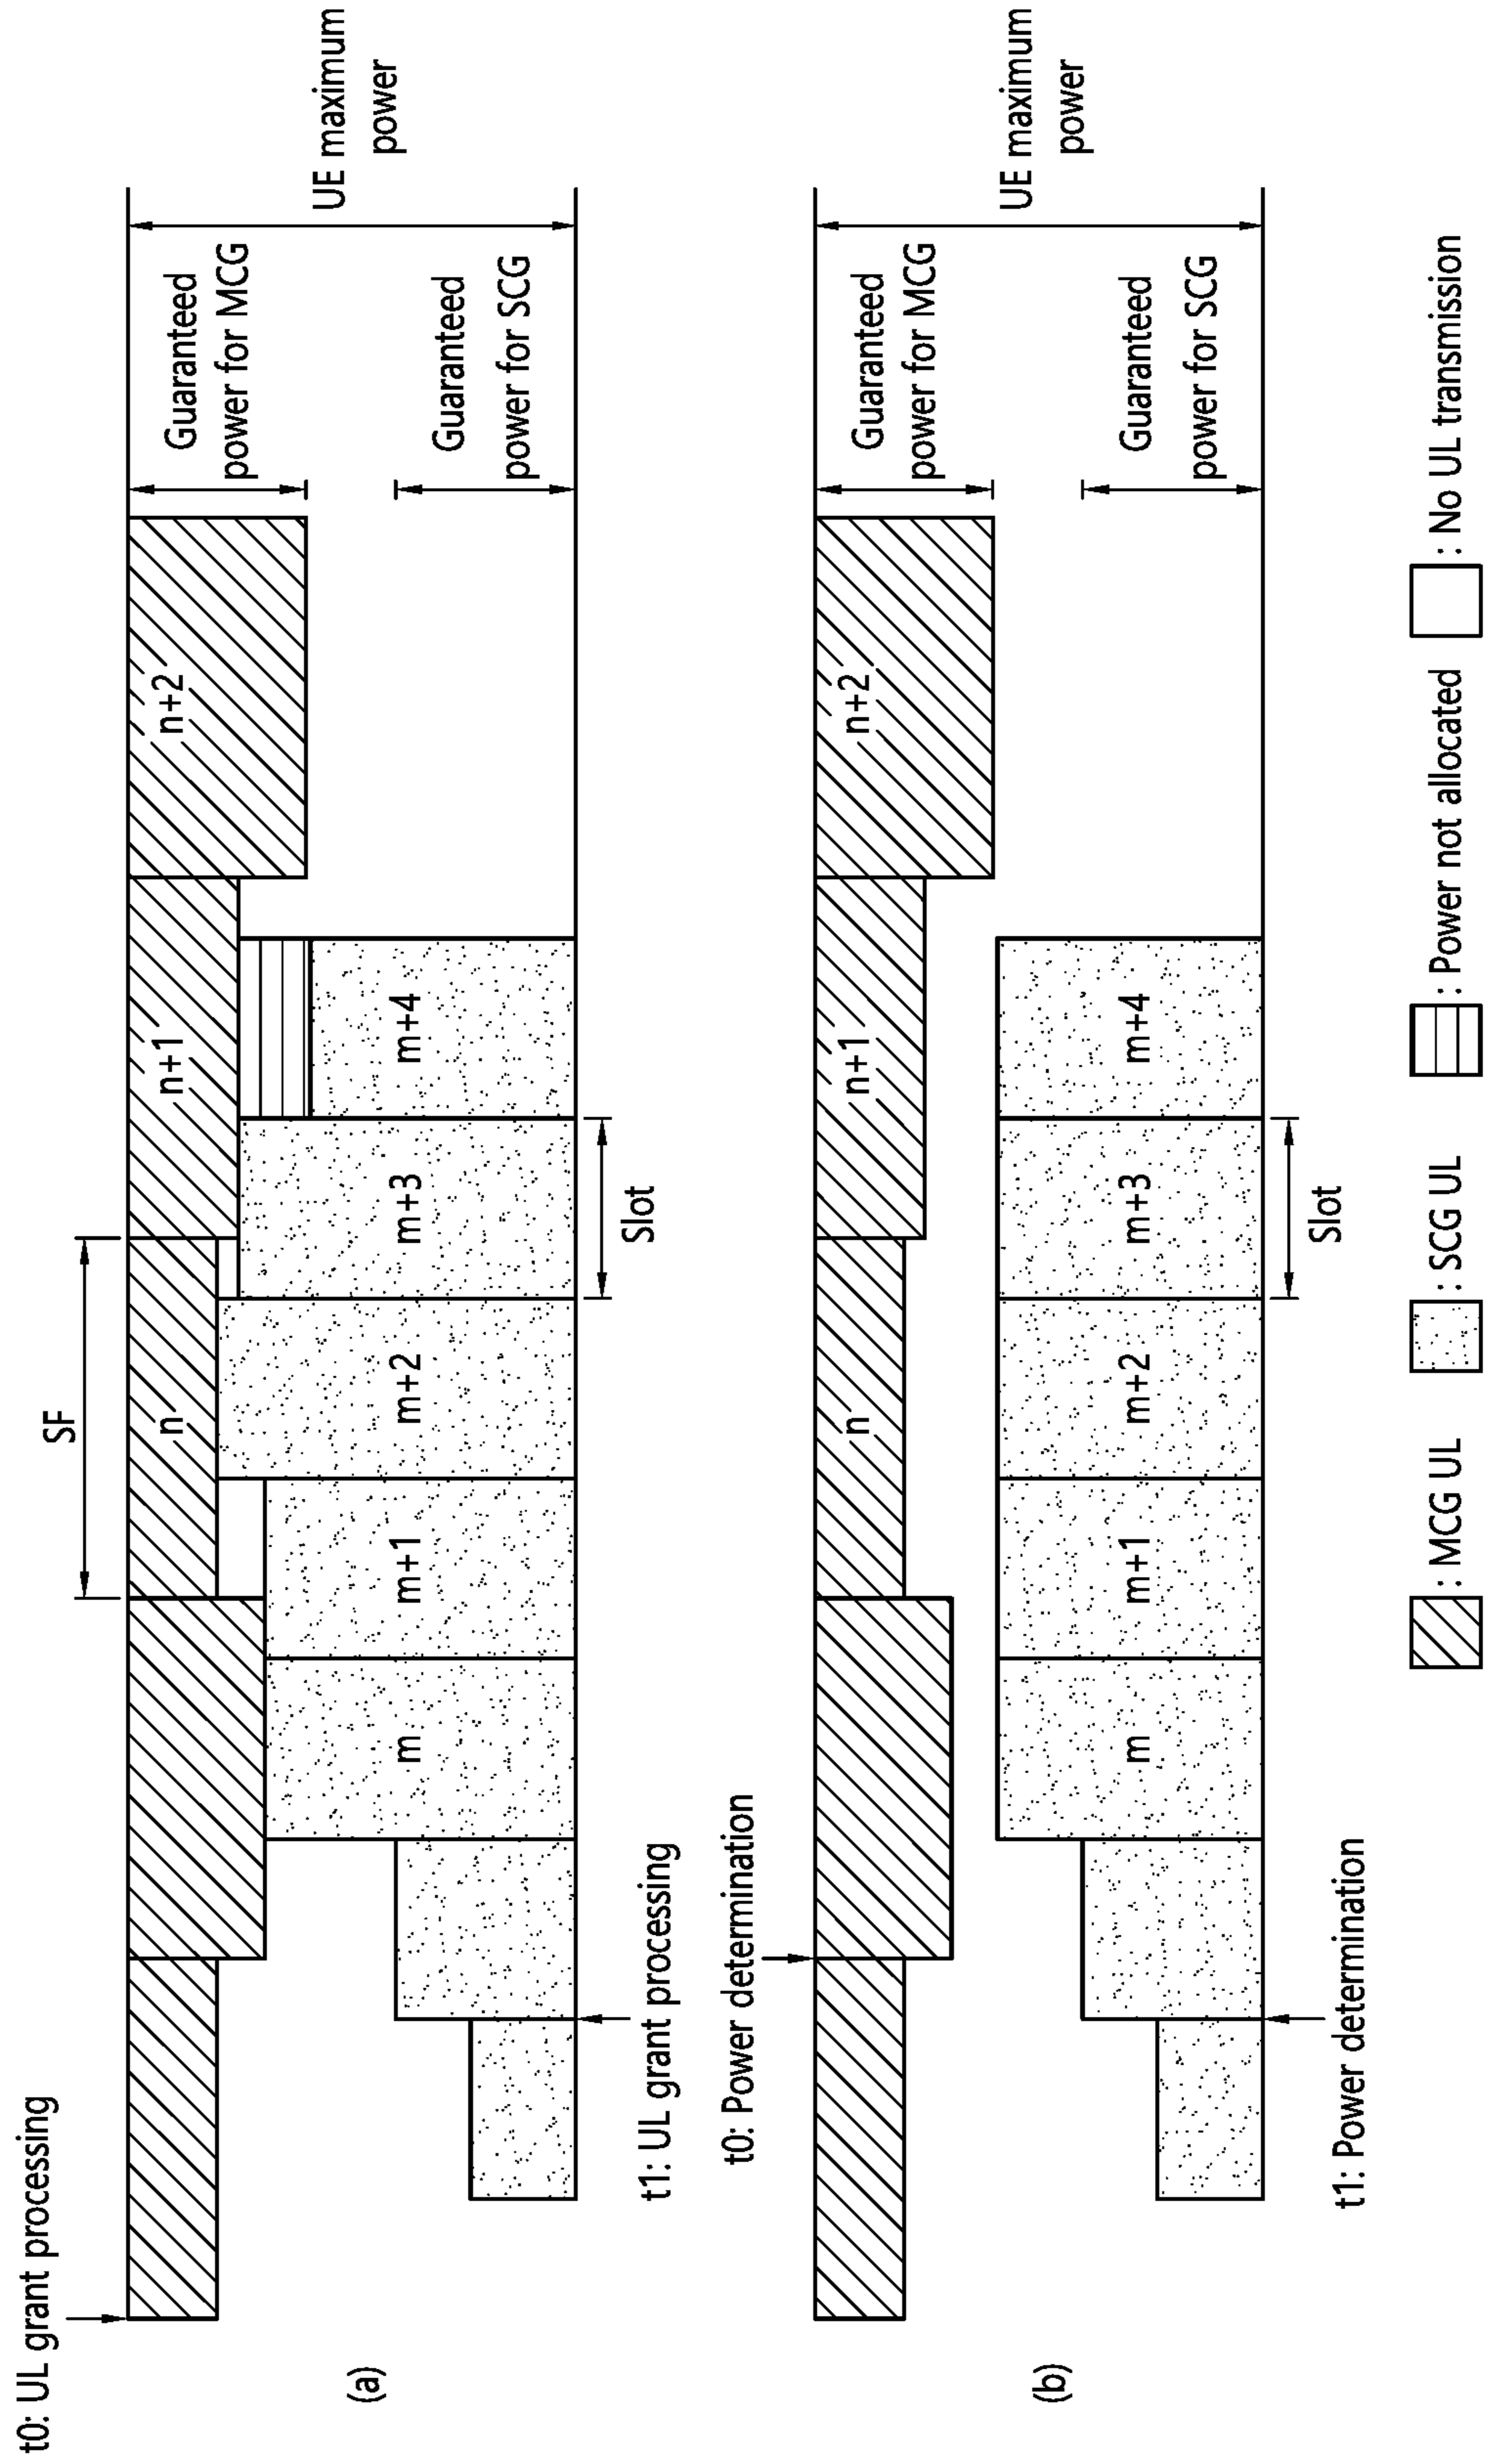 t0: UL grant processing
SF
n
n+1
n+2
Guaranteed
power for MCG
UE maximum
power
Guaranteed
power for SCG
m
m+1
m+2
m+3
m+4
Slot
t1: UL grant processing
(a)
t0: Power determination
n
n+1
n+2
Guaranteed
power for MCG
UE maximum
power
Guaranteed
power for SCG
m
m+1
m+2
m+3
m+4
Slot
t1: Power determination
(b)
: MCG UL
: SCG UL
: Power not allocated
: No UL transmission